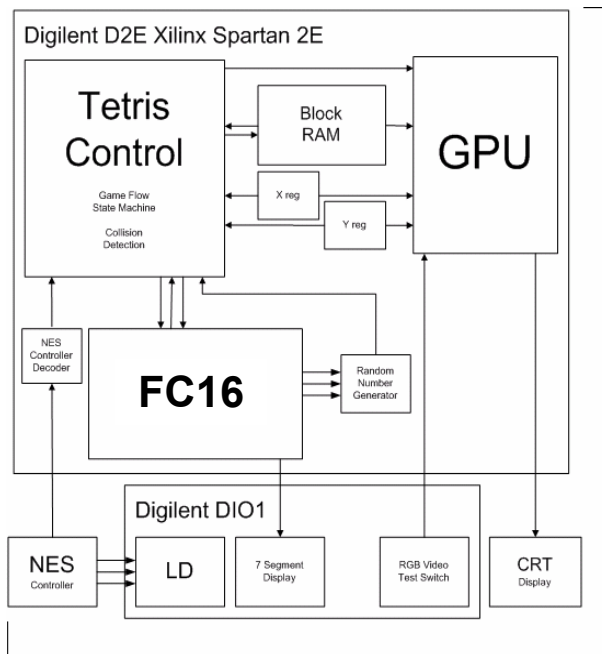 Digilent D2E Xilinx Spartan 2E
Tetris
Control
Game Flow
State Machine
Collision
Detection
Block
RAM
GPU
X reg
Y reg
NES
Controller
Decoder
FC16
Random
Number
Generator
Digilent DIO1
NES
Controller
LD
7 Segment
Display
RGB Video
Test Switch
CRT
Display